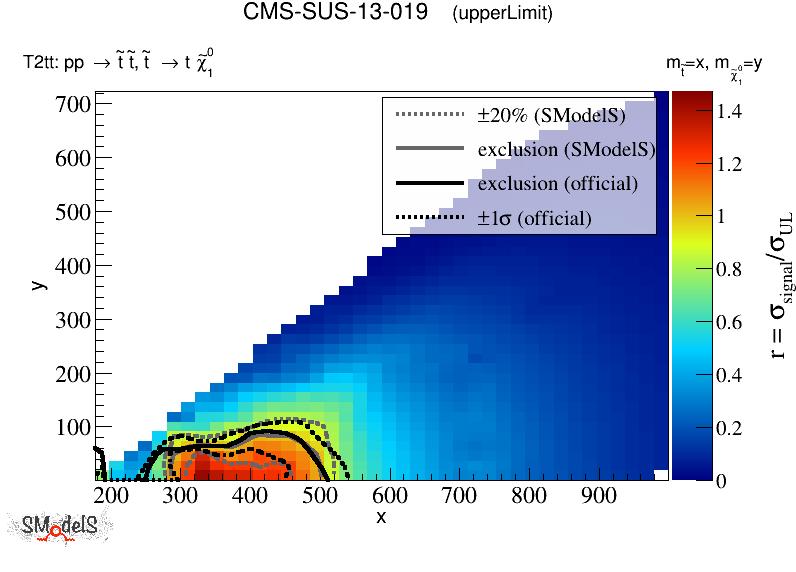 CMS-SUS-13-019 (upperLimit)
T2tt: pp → t̃ t̃, t̃ → t χ̃₁⁰
m_t̃=x, m_χ̃₁⁰=y
±20% (SModelS)
exclusion (SModelS)
exclusion (official)
±1σ (official)
700
600
500
400
300
200
100
y
200 300 400 500 600 700 800 900
x
1.4
1.2
1
0.8
0.6
0.4
0.2
0
r = σ_signal/σ_UL
SModelS